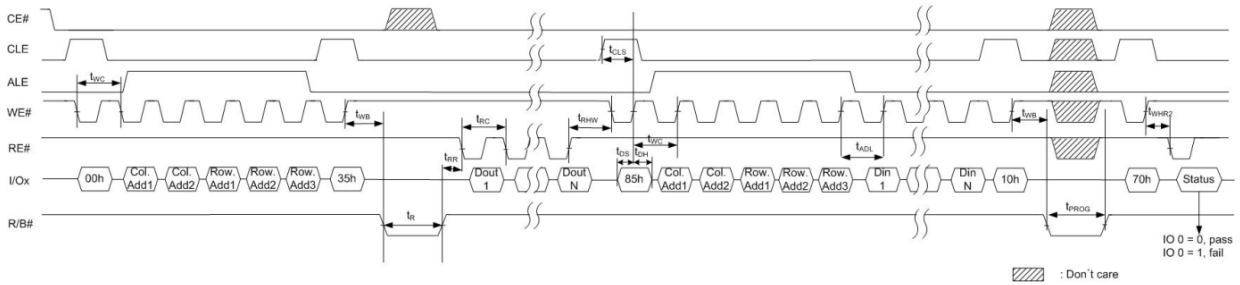 CE#
CLE
tCLS
ALE
tWC
WE#
tWB
tRC
tRHW
tWC
tADL
tWB
tWHR2
RE#
tRR
tDS tDH
I/Ox 00h Col. Add1 Col. Add2 Row. Add1 Row. Add2 Row. Add3 35h Dout 1 Dout N 85h Col. Add1 Col. Add2 Row. Add1 Row. Add2 Row. Add3 Din 1 Din N 10h 70h Status
R/B# tR tPROG
IO 0 = 0, pass
IO 0 = 1, fail
: Don´t care